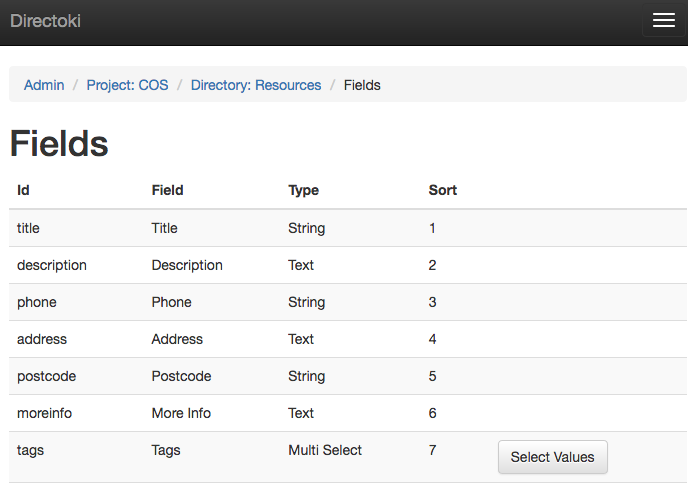 Directoki
Admin / Project: COS / Directory: Resources / Fields
Fields
Id Field Type Sort
title Title String 1
description Description Text 2
phone Phone String 3
address Address Text 4
postcode Postcode String 5
moreinfo More Info Text 6
tags Tags Multi Select 7 Select Values